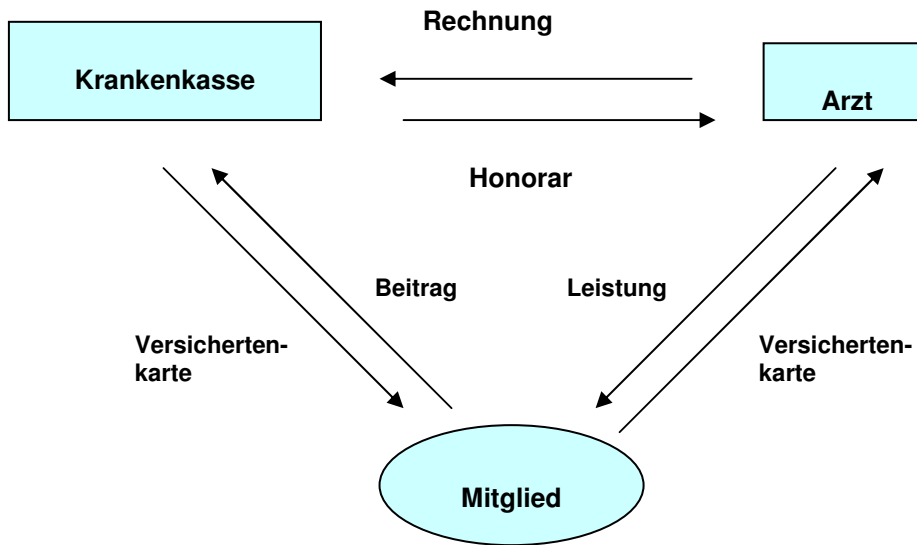 Rechnung
Krankenkasse
Arzt
Honorar
Beitrag
Leistung
Versicherten-
karte
Versicherten-
karte
Mitglied